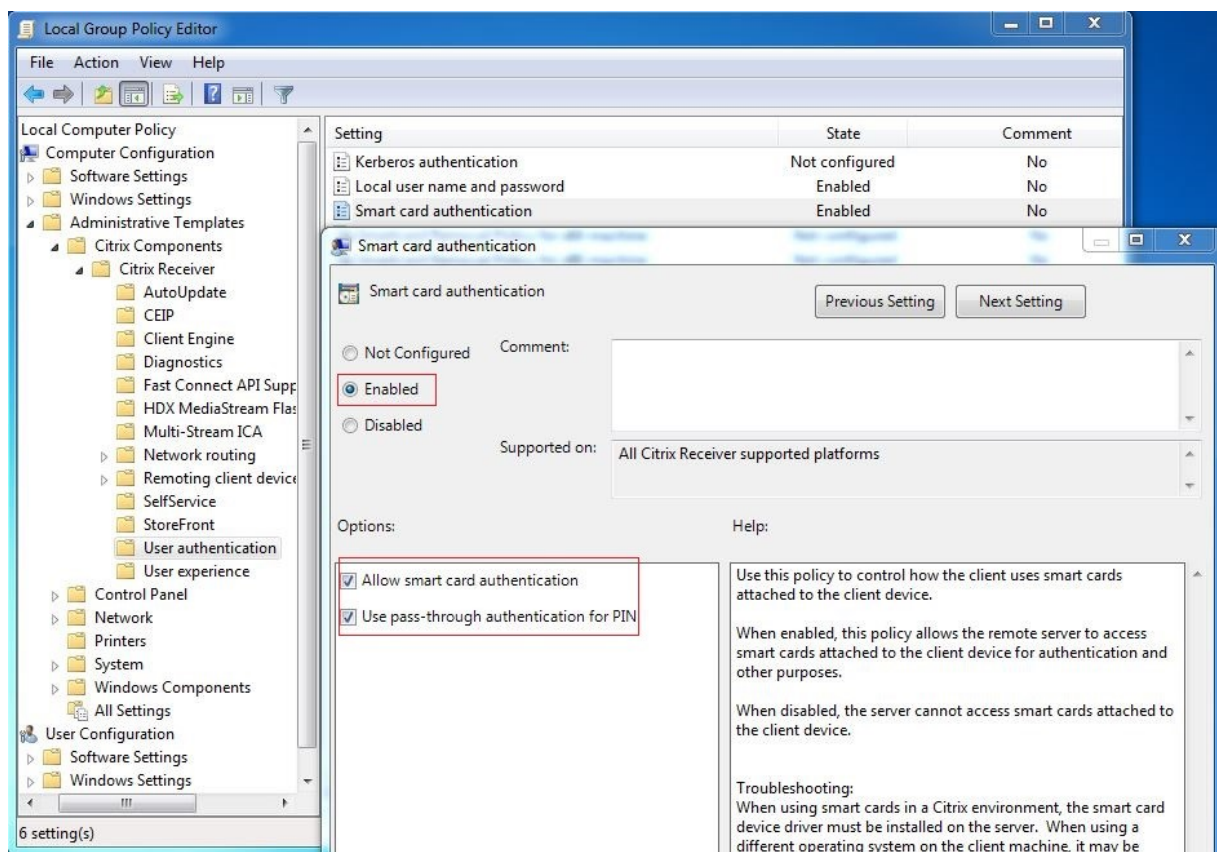 Local Group Policy Editor
File Action View Help
Local Computer Policy
Computer Configuration
Software Settings
Windows Settings
Administrative Templates
Citrix Components
Citrix Receiver
AutoUpdate
CEIP
Client Engine
Diagnostics
Fast Connect API Supp
HDX MediaStream Flas
Multi-Stream ICA
Network routing
Remoting client device
SelfService
StoreFront
User authentication
User experience
Control Panel
Network
Printers
System
Windows Components
All Settings
User Configuration
Software Settings
Windows Settings
6 setting(s)
Setting State Comment
Kerberos authentication Not configured No
Local user name and password Enabled No
Smart card authentication Enabled No
Smart card authentication
Smart card authentication
Previous Setting Next Setting
Not Configured
Enabled
Disabled
Comment:
Supported on: All Citrix Receiver supported platforms
Options:
Allow smart card authentication
Use pass-through authentication for PIN
Help:
Use this policy to control how the client uses smart cards
attached to the client device.
When enabled, this policy allows the remote server to access
smart cards attached to the client device for authentication and
other purposes.
When disabled, the server cannot access smart cards attached to
the client device.
Troubleshooting:
When using smart cards in a Citrix environment, the smart card
device driver must be installed on the server. When using a
different operating system on the client machine, it may be